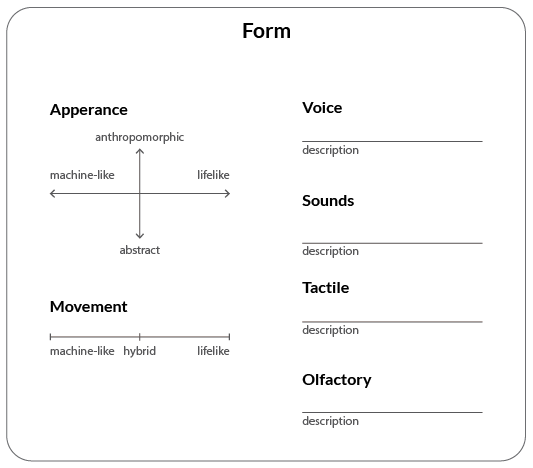 Form
Apperance
anthropomorphic
machine-like lifelike
abstract
Movement
machine-like hybrid lifelike
Voice
description
Sounds
description
Tactile
description
Olfactory
description